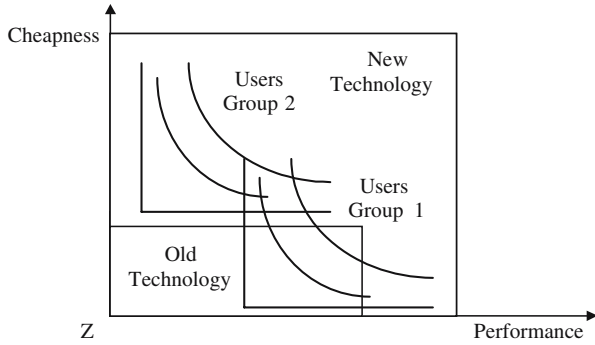 Cheapness
New
Technology
Users
Group 2
Users
Group 1
Old
Technology
Z
Performance